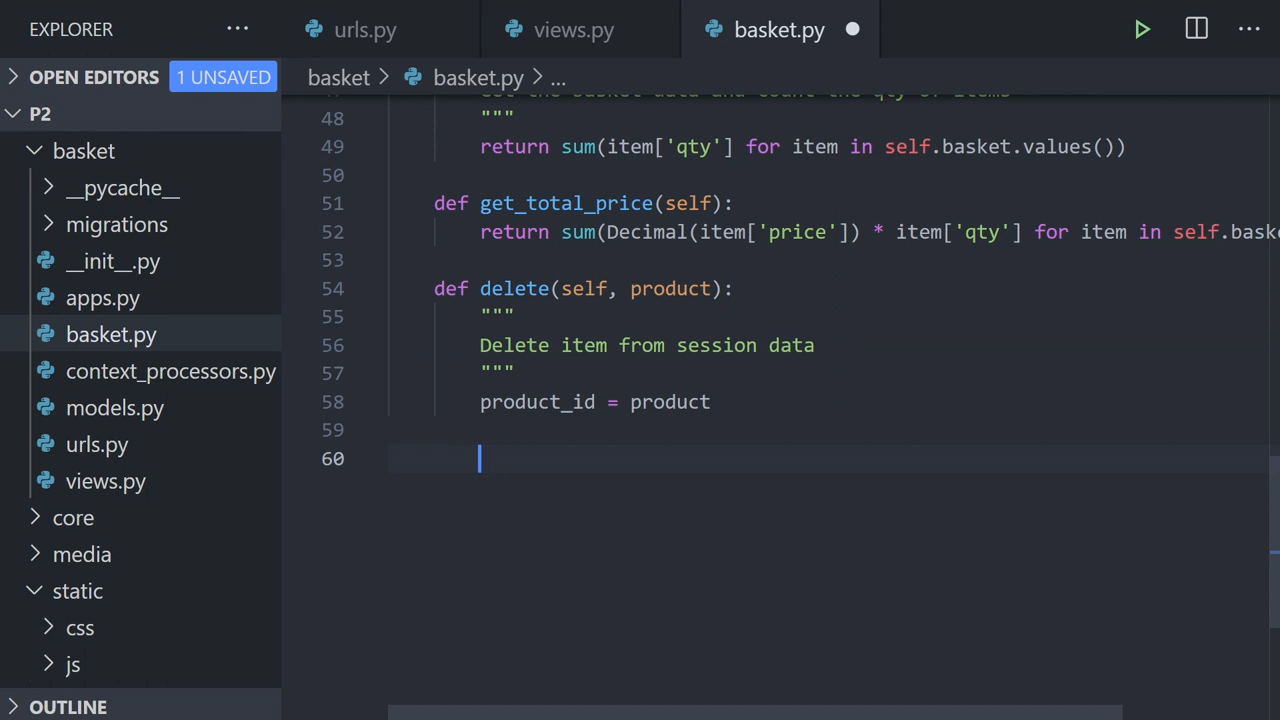 EXPLORER ... urls.py views.py basket.py ...
OPEN EDITORS 1 UNSAVED basket > basket.py > ...
P2
basket
__pycache__
migrations
__init__.py
apps.py
basket.py
context_processors.py
models.py
urls.py
views.py
core
media
static
css
js
OUTLINE
48 """
49 return sum(item['qty'] for item in self.basket.values())
50
51 def get_total_price(self):
52 return sum(Decimal(item['price']) * item['qty'] for item in self.bask
53
54 def delete(self, product):
55 """
56 Delete item from session data
57 """
58 product_id = product
59
60